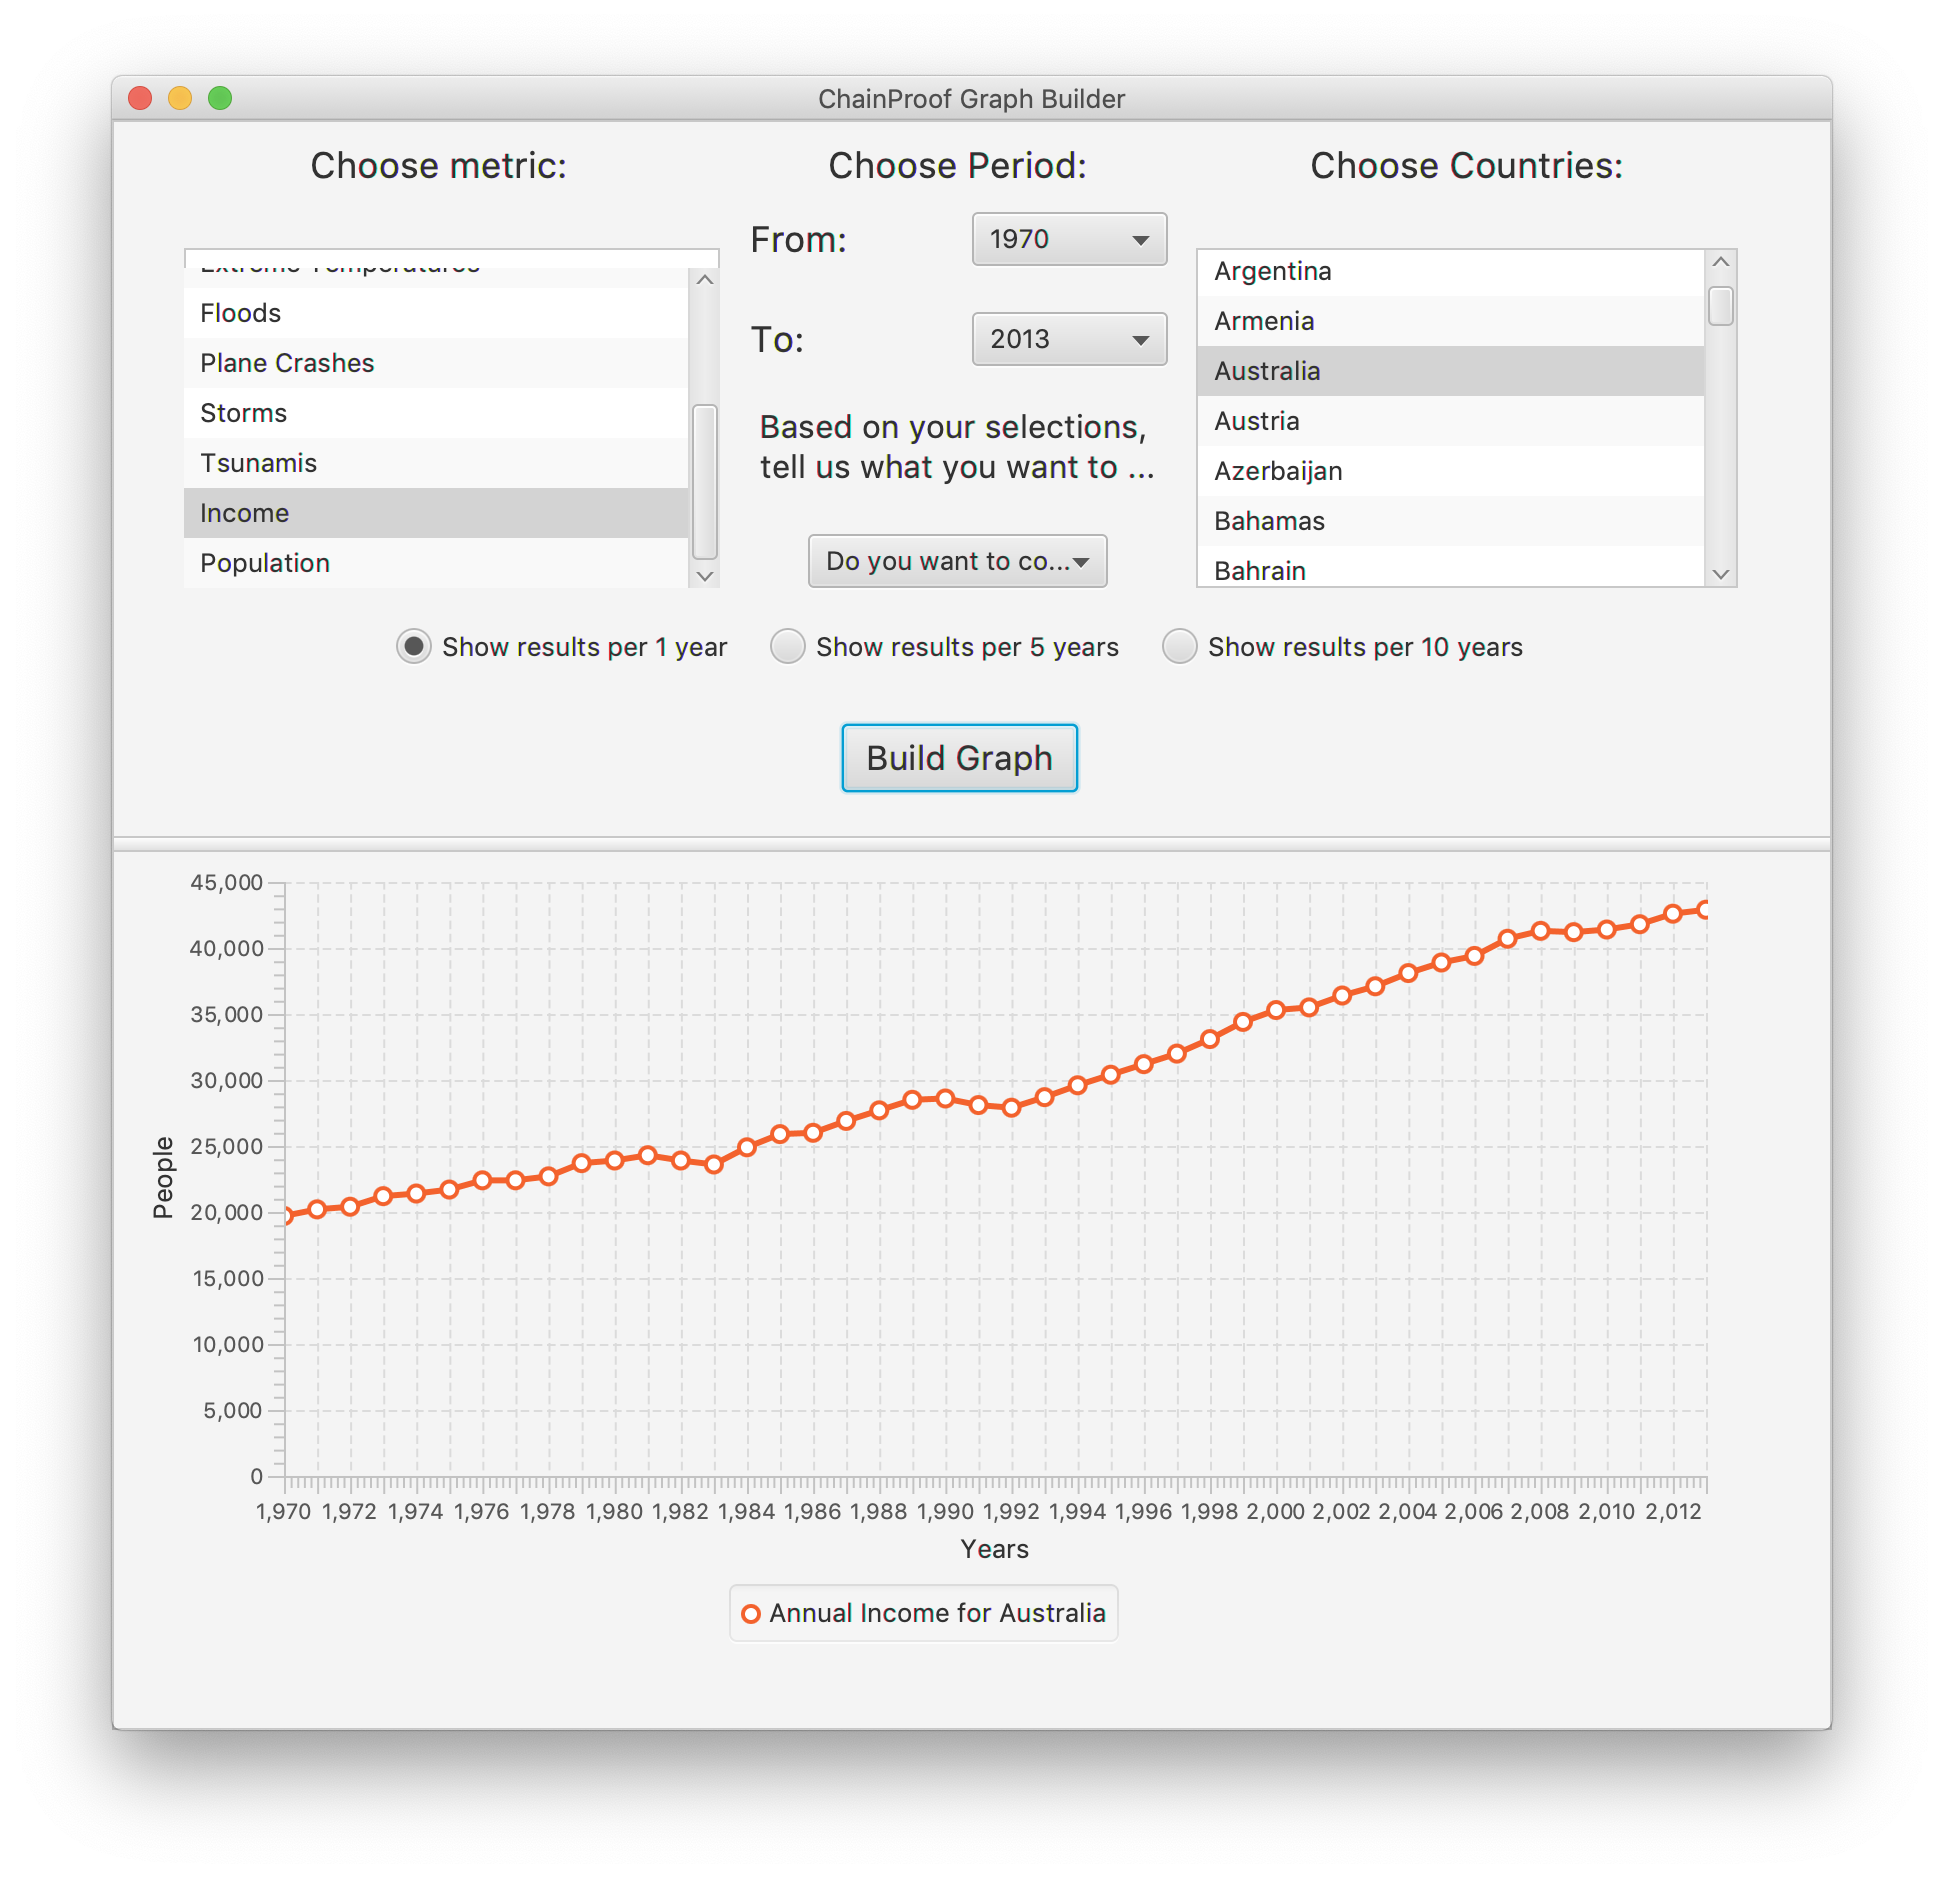 ChainProof Graph Builder
Choose metric:
Choose Period:
Choose Countries:
From:
1970
To:
2013
Extreme Temperatures
Floods
Plane Crashes
Storms
Tsunamis
Income
Population
Based on your selections,
tell us what you want to ...
Do you want to co...
Argentina
Armenia
Australia
Austria
Azerbaijan
Bahamas
Bahrain
Show results per 1 year
Show results per 5 years
Show results per 10 years
Build Graph
45,000
40,000
35,000
30,000
25,000
20,000
15,000
10,000
5,000
0
People
1,970 1,972 1,974 1,976 1,978 1,980 1,982 1,984 1,986 1,988 1,990 1,992 1,994 1,996 1,998 2,000 2,002 2,004 2,006 2,008 2,010 2,012
Years
Annual Income for Australia